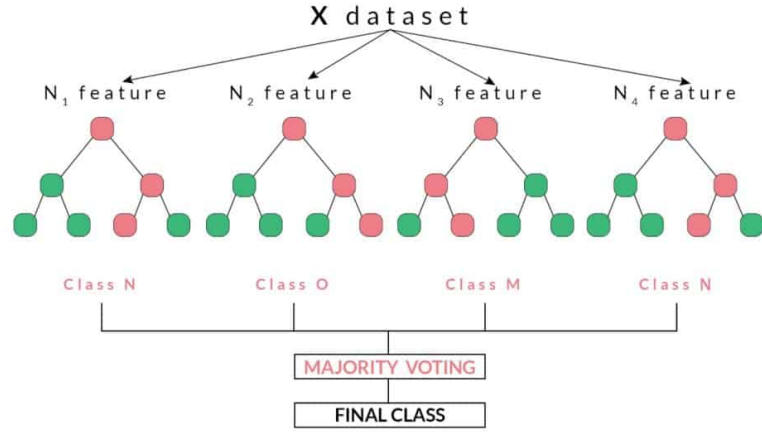 X dataset
N₁ feature N₂ feature N₃ feature N₄ feature
Class N Class O Class M Class N
MAJORITY VOTING
FINAL CLASS